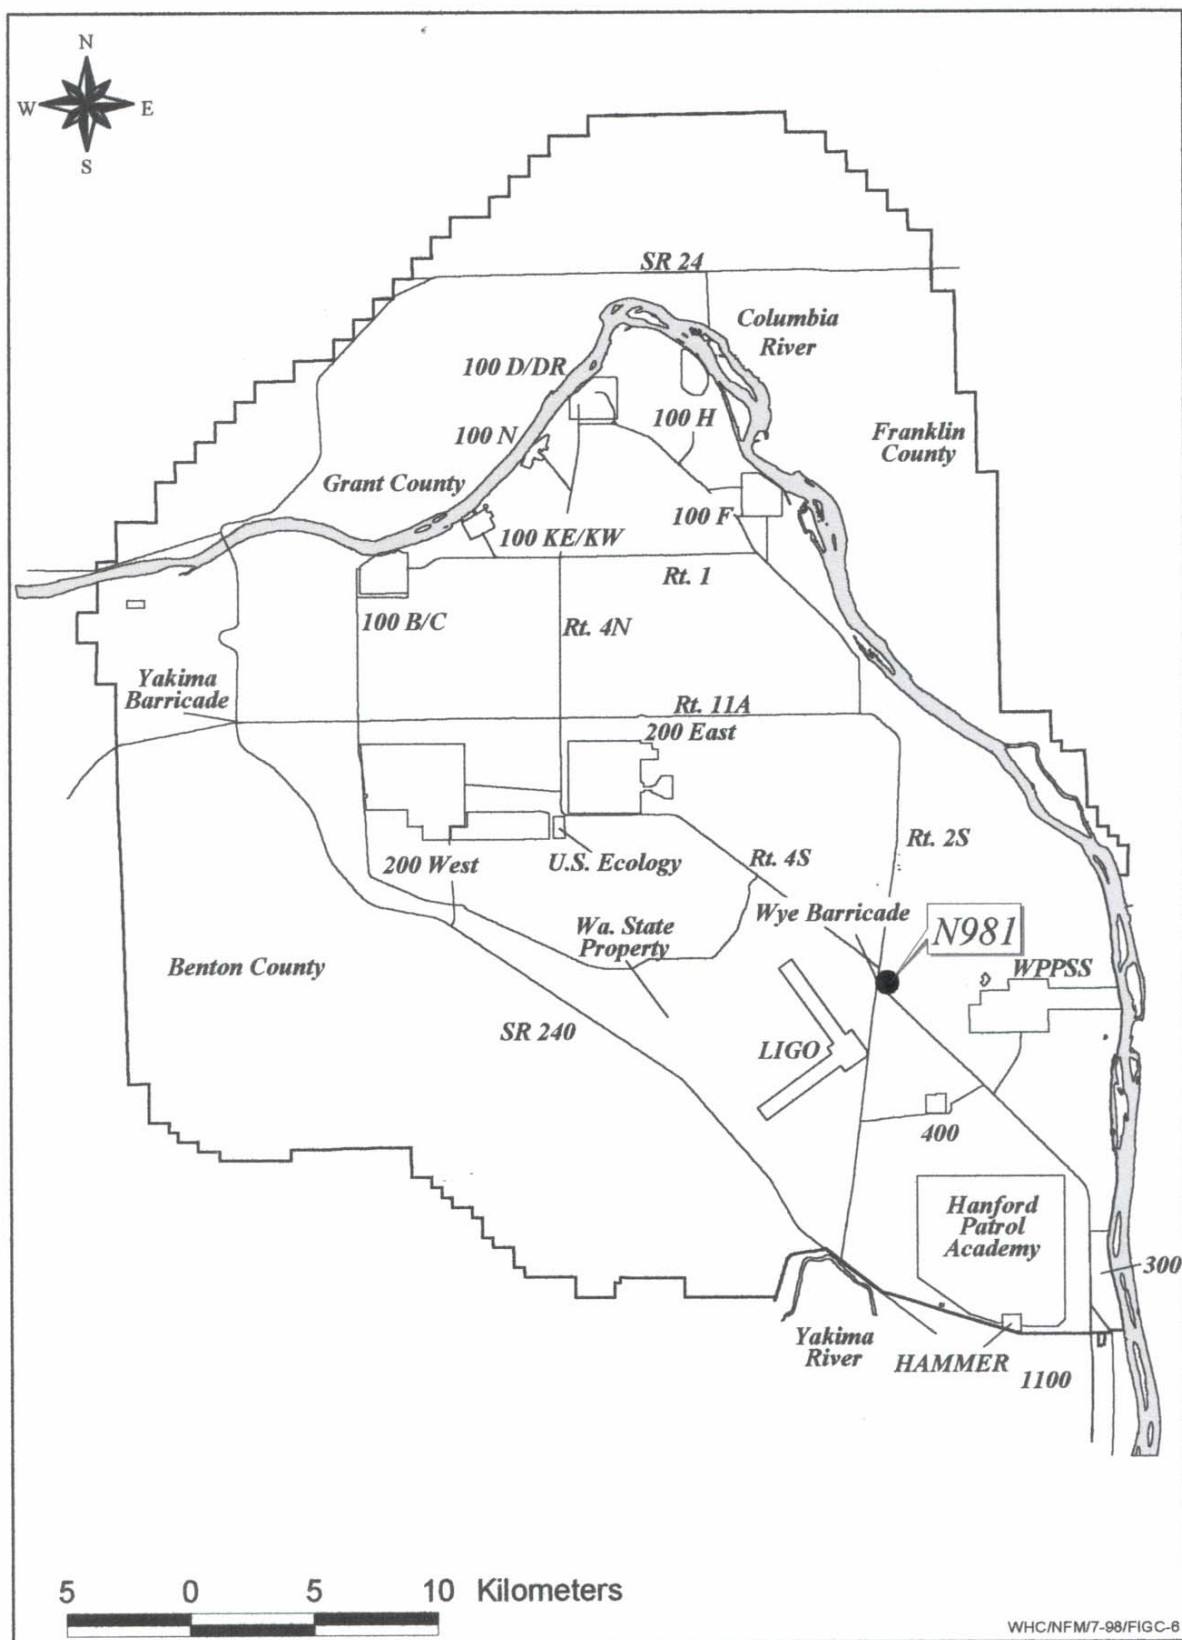 N
W E
S
SR 24
Columbia
River
100 D/DR
100 H
100 N
Franklin
County
Grant County
100 F
100 KE/KW
Rt. 1
100 B/C
Rt. 4N
Yakima
Barricade
Rt. 11A
200 East
Rt. 2S
200 West
U.S. Ecology
Rt. 4S
Wye Barricade
N981
Wa. State
Property
Benton County
WPPSS
SR 240
LIGO
400
Hanford
Patrol
Academy
300
Yakima
River
HAMMER
1100
5 0 5 10 Kilometers
WHC/NFM/7-98/FIGC-6